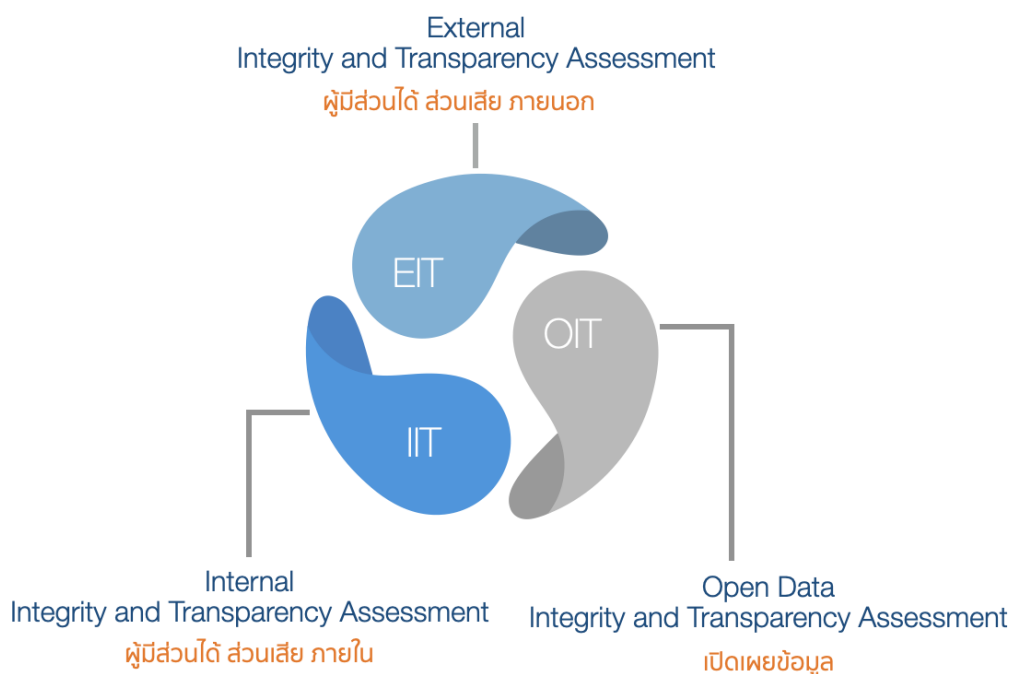 External
Integrity and Transparency Assessment
ผู้มีส่วนได้ ส่วนเสีย ภายนอก
EIT
OIT
IIT
Internal
Integrity and Transparency Assessment
ผู้มีส่วนได้ ส่วนเสีย ภายใน
Open Data
Integrity and Transparency Assessment
เปิดเผยข้อมูล